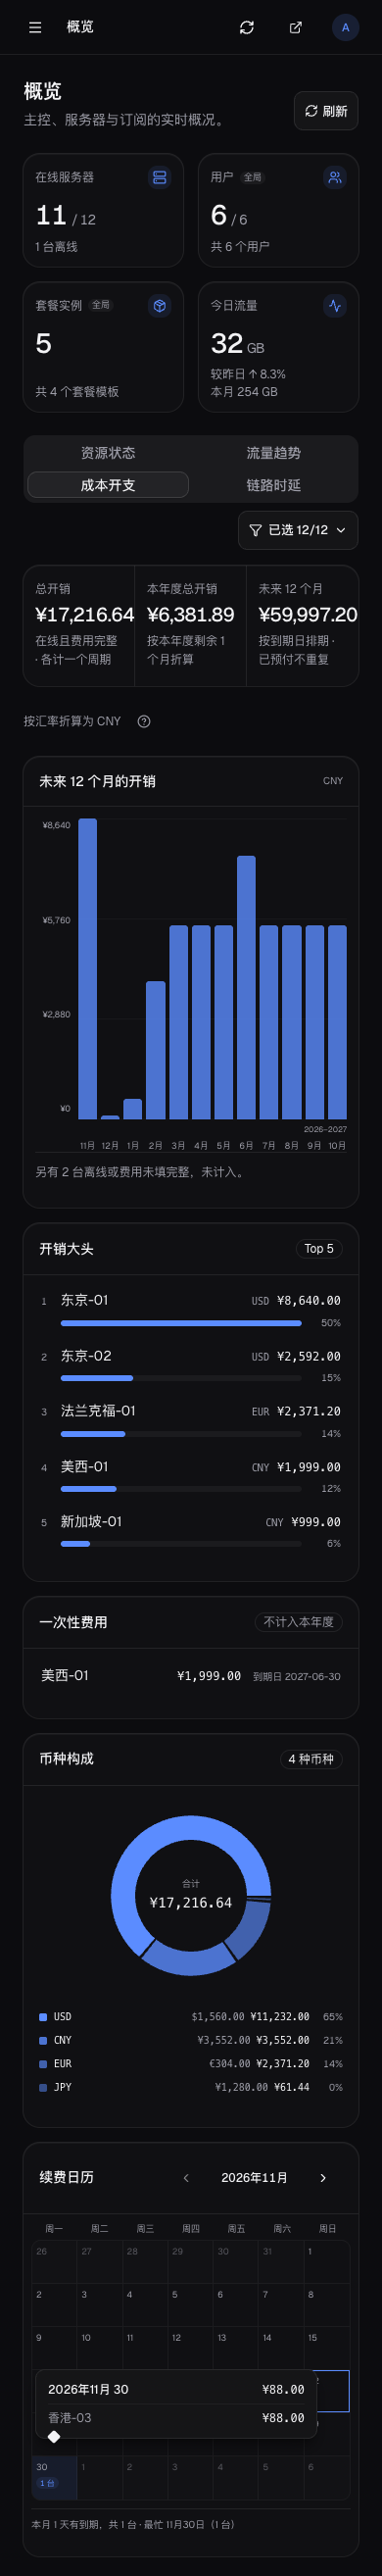 概览
A
概览
主控、服务器与订阅的实时概况。
刷新
在线服务器
11 / 12
1 台离线
用户 全局
6 / 6
共 6 个用户
套餐实例 全局
5
共 4 个套餐模板
今日流量
32 GB
较昨日 ↑ 8.3%
本月 254 GB
资源状态 流量趋势
成本开支 链路时延
已选 12/12
总开销
¥17,216.64
在线且费用完整
· 各计一个周期
本年度总开销
¥6,381.89
按本年度剩余 1
个月折算
未来 12 个月
¥59,997.20
按到期日排期 ·
已预付不重复
按汇率折算为 CNY
未来 12 个月的开销 CNY
¥8,640
¥5,760
¥2,880
¥0
2026–2027
11月 12月 1月 2月 3月 4月 5月 6月 7月 8月 9月 10月
另有 2 台离线或费用未填完整，未计入。
开销大头 Top 5
1 东京-01 USD ¥8,640.00
50%
2 东京-02 USD ¥2,592.00
15%
3 法兰克福-01 EUR ¥2,371.20
14%
4 美西-01 CNY ¥1,999.00
12%
5 新加坡-01 CNY ¥999.00
6%
一次性费用 不计入本年度
美西-01 ¥1,999.00 到期日 2027-06-30
币种构成 4 种币种
合计
¥17,216.64
USD $1,560.00 ¥11,232.00 65%
CNY ¥3,552.00 ¥3,552.00 21%
EUR €304.00 ¥2,371.20 14%
JPY ¥1,280.00 ¥61.44 0%
续费日历 2026年11月
周一 周二 周三 周四 周五 周六 周日
26 27 28 29 30 31 1
2 3 4 5 6 7 8
9 10 11 12 13 14 15
2026年11月 30 ¥88.00
香港-03 ¥88.00
30 1 2 3 4 5 6
1 台
本月 1 天有到期，共 1 台 · 最忙 11月30日（1 台）